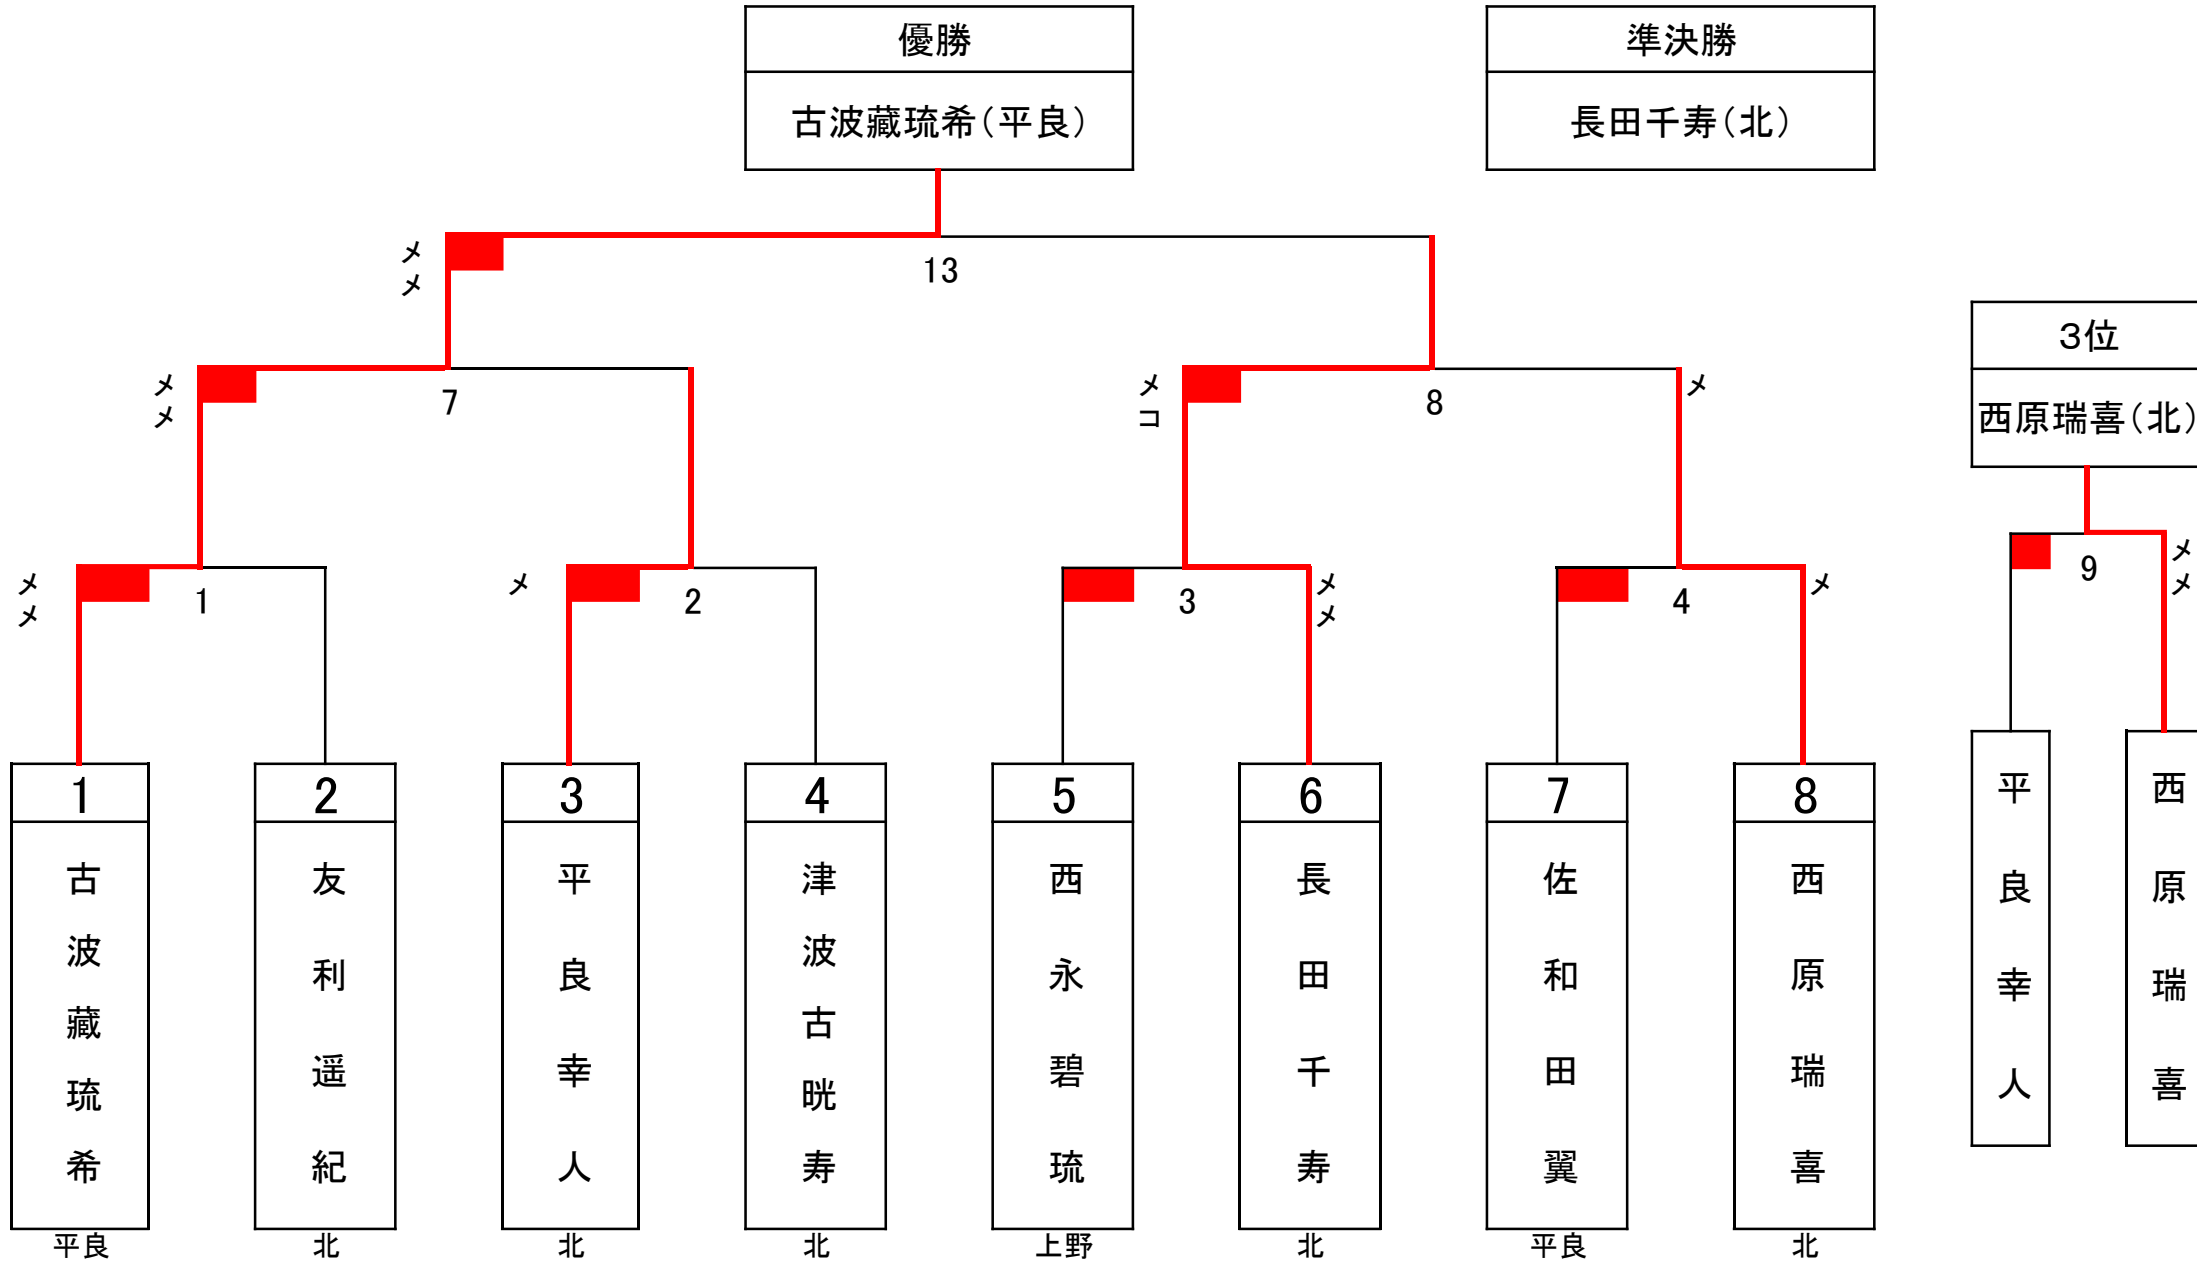 優勝
古波藏琉希(平良)
準決勝
長田千寿(北)
メ
メ
13
3位
西原瑞喜(北)
メ
メ
7
メ
コ
8
メ
メ
メ
1
メ
2
3
メ
メ
4
メ
9
メ
メ
1
古波藏琉希
平良
2
友利遥紀
北
3
平良幸人
北
4
津波古晄寿
北
5
西永碧琉
上野
6
長田千寿
北
7
佐和田翼
平良
8
西原瑞喜
北
平良幸人
西原瑞喜